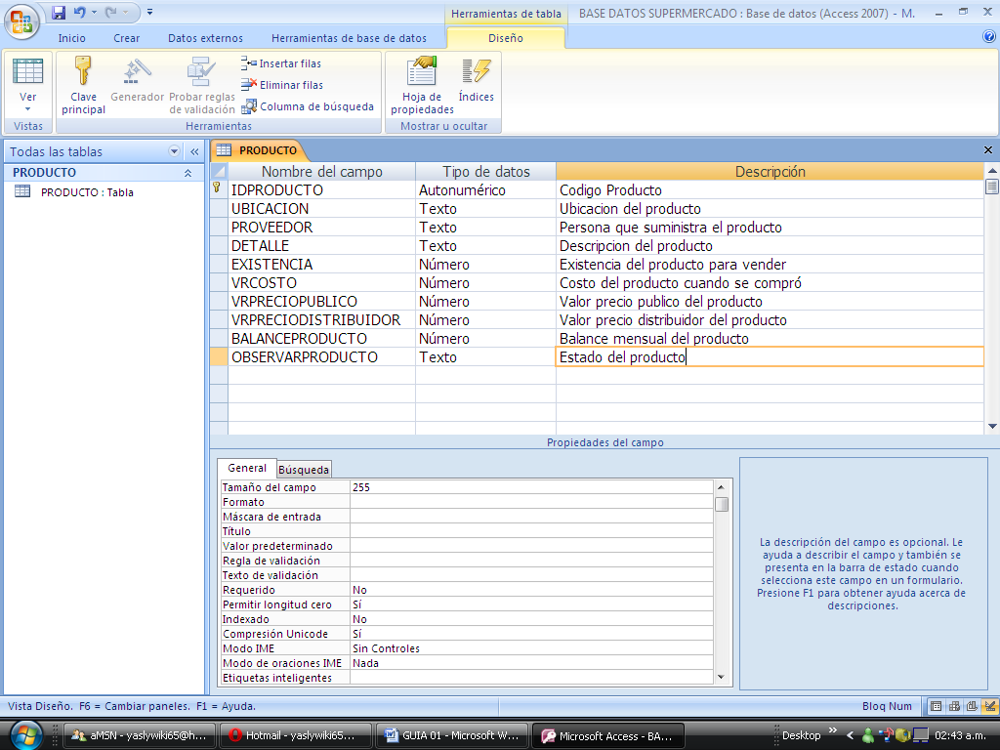 Herramientas de tabla
BASE DATOS SUPERMERCADO : Base de datos (Access 2007) - M.
Inicio Crear Datos externos Herramientas de base de datos Diseño
Ver
Vistas
Clave principal
Generador
Probar reglas de validación
Insertar filas
Eliminar filas
Columna de búsqueda
Herramientas
Hoja de propiedades
Índices
Mostrar u ocultar
Todas las tablas «
PRODUCTO
PRODUCTO : Tabla
PRODUCTO
Nombre del campo Tipo de datos Descripción
IDPRODUCTO Autonumérico Codigo Producto
UBICACION Texto Ubicacion del producto
PROVEEDOR Texto Persona que suministra el producto
DETALLE Texto Descripcion del producto
EXISTENCIA Número Existencia del producto para vender
VRCOSTO Número Costo del producto cuando se compró
VRPRECIOPUBLICO Número Valor precio publico del producto
VRPRECIODISTRIBUIDOR Número Valor precio distribuidor del producto
BALANCEPRODUCTO Número Balance mensual del producto
OBSERVARPRODUCTO Texto Estado del producto
Propiedades del campo
General Búsqueda
Tamaño del campo 255
Formato
Máscara de entrada
Título
Valor predeterminado
Regla de validación
Texto de validación
Requerido No
Permitir longitud cero Sí
Indexado No
Compresión Unicode Sí
Modo IME Sin Controles
Modo de oraciones IME Nada
Etiquetas inteligentes
La descripción del campo es opcional. Le
ayuda a describir el campo y también se
presenta en la barra de estado cuando
selecciona este campo en un formulario.
Presione F1 para obtener ayuda acerca de
descripciones.
Vista Diseño. F6 = Cambiar paneles. F1 = Ayuda. Bloq Num
aMSN - yaslywiki65@h... Hotmail - yaslywiki65... GUIA 01 - Microsoft W... Microsoft Access - BA... Desktop » 02:43 a.m.